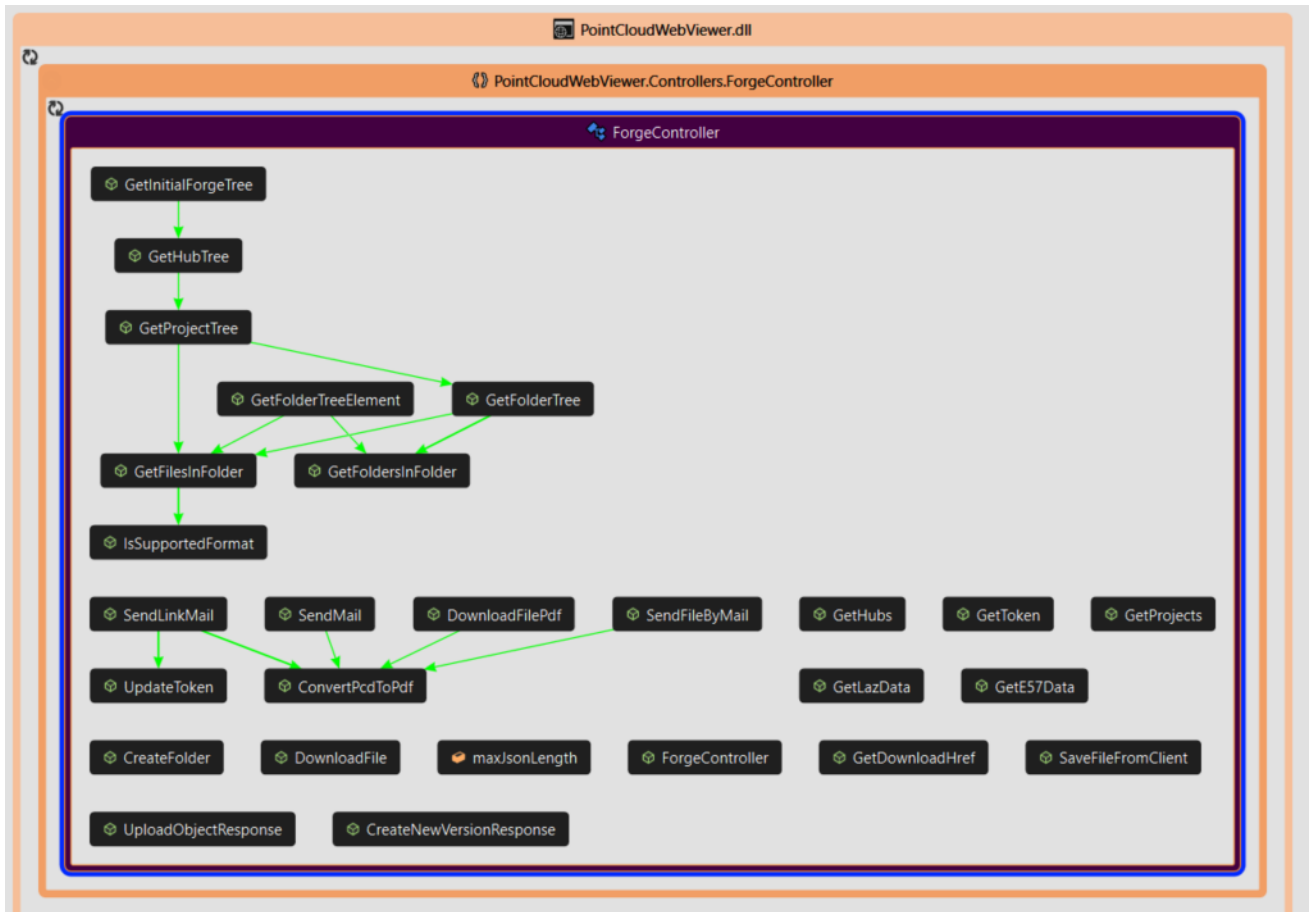 PointCloudWebViewer.dll
PointCloudWebViewer.Controllers.ForgeController
ForgeController
GetInitialForgeTree
GetHubTree
GetProjectTree
GetFolderTreeElement
GetFolderTree
GetFilesInFolder
GetFoldersInFolder
IsSupportedFormat
SendLinkMail
SendMail
DownloadFilePdf
SendFileByMail
GetHubs
GetToken
GetProjects
UpdateToken
ConvertPcdToPdf
GetLazData
GetE57Data
CreateFolder
DownloadFile
maxJsonLength
ForgeController
GetDownloadHref
SaveFileFromClient
UploadObjectResponse
CreateNewVersionResponse